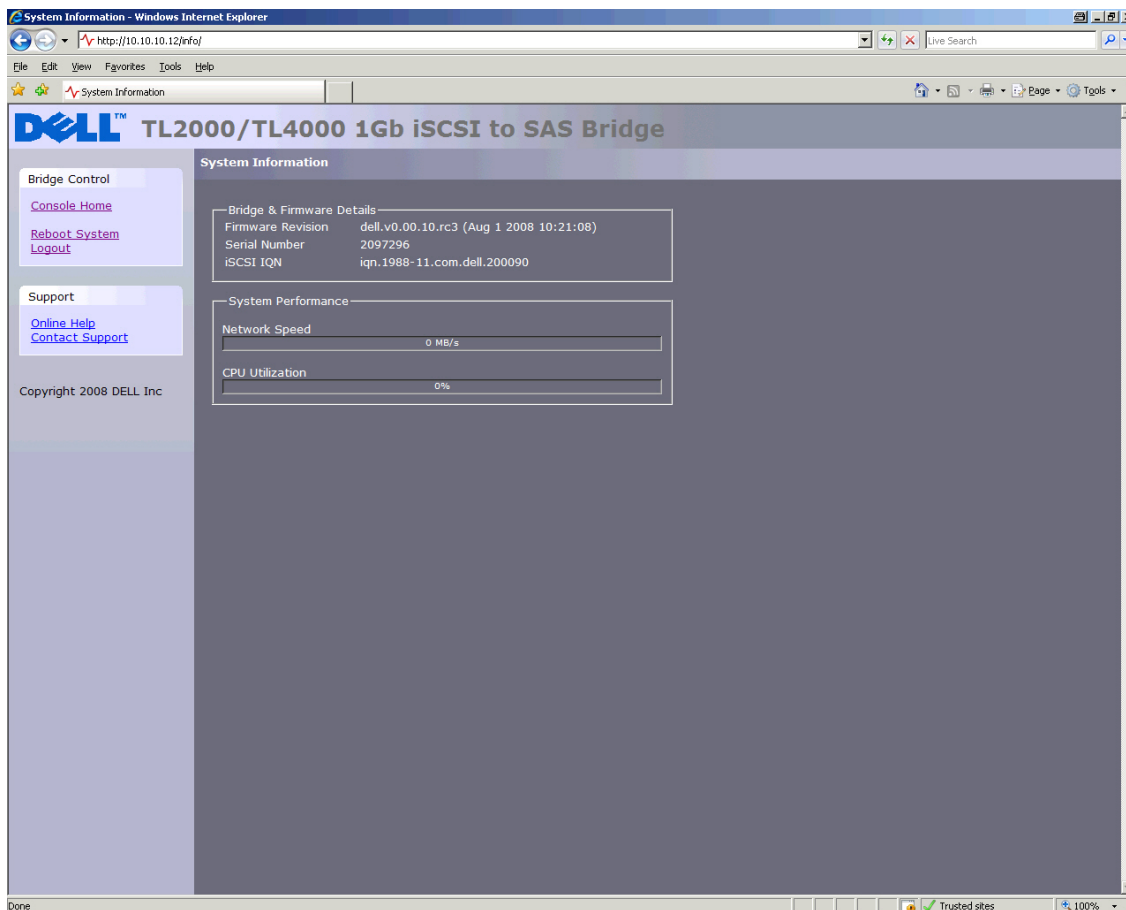 System Information - Windows Internet Explorer
http://10.10.10.12/info/
Live Search
File Edit View Favorites Tools Help
System Information
Page Tools
DELL™ TL2000/TL4000 1Gb iSCSI to SAS Bridge
System Information
Bridge Control
Console Home
Reboot System
Logout
Support
Online Help
Contact Support
Copyright 2008 DELL Inc
Bridge & Firmware Details
Firmware Revision dell.v0.00.10.rc3 (Aug 1 2008 10:21:08)
Serial Number 2097296
iSCSI IQN iqn.1988-11.com.dell.200090
System Performance
Network Speed
0 MB/s
CPU Utilization
0%
Done
Trusted sites
100%